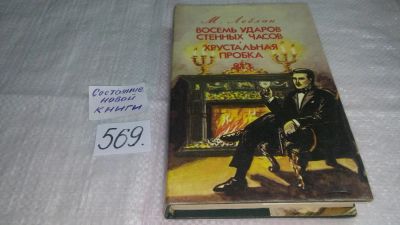 М. Леблан
ВОСЕМЬ УДАРОВ
СТЕННЫХ ЧАСОВ
ХРУСТАЛЬНАЯ
ПРОБКА
Состояние
новой
книги
569.